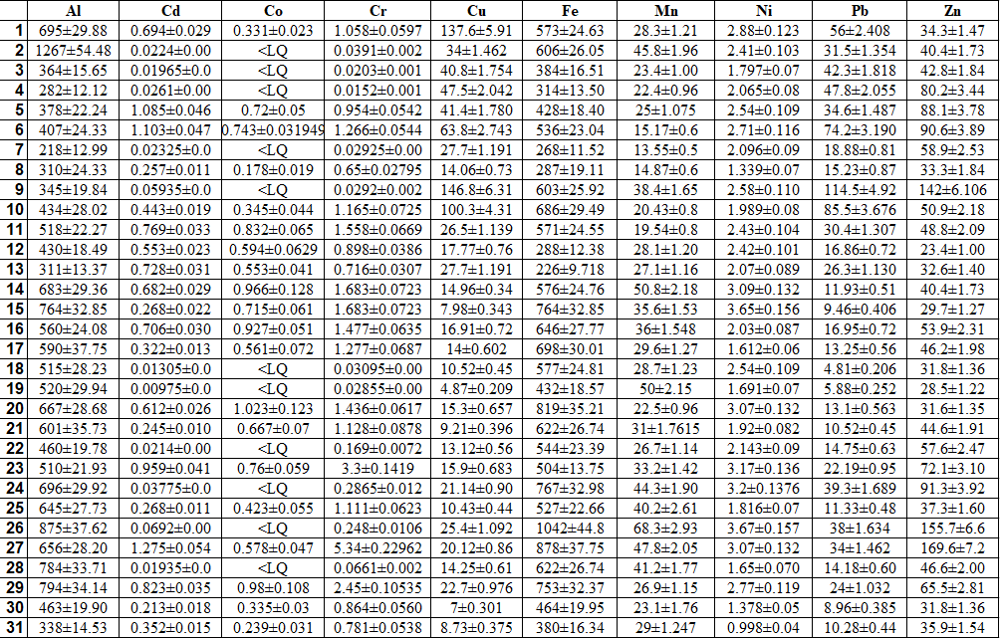 Al Cd Co Cr Cu Fe Mn Ni Pb Zn
1 695±29.88 0.694±0.029 0.331±0.023 1.058±0.0597 137.6±5.91 573±24.63 28.3±1.21 2.88±0.123 56±2.408 34.3±1.47
2 1267±54.48 0.0224±0.00 <LQ 0.0391±0.002 34±1.462 606±26.05 45.8±1.96 2.41±0.103 31.5±1.354 40.4±1.73
3 364±15.65 0.01965±0.0 <LQ 0.0203±0.001 40.8±1.754 384±16.51 23.4±1.00 1.797±0.07 42.3±1.818 42.8±1.84
4 282±12.12 0.0261±0.00 <LQ 0.0152±0.001 47.5±2.042 314±13.50 22.4±0.96 2.065±0.08 47.8±2.055 80.2±3.44
5 378±22.24 1.085±0.046 0.72±0.05 0.954±0.0542 41.4±1.780 428±18.40 25±1.075 2.54±0.109 34.6±1.487 88.1±3.78
6 407±24.33 1.103±0.047 0.743±0.031949 1.266±0.0544 63.8±2.743 536±23.04 15.17±0.6 2.71±0.116 74.2±3.190 90.6±3.89
7 218±12.99 0.02325±0.0 <LQ 0.02925±0.00 27.7±1.191 268±11.52 13.55±0.5 2.096±0.09 18.88±0.81 58.9±2.53
8 310±24.33 0.257±0.011 0.178±0.019 0.65±0.02795 14.06±0.73 287±19.11 14.87±0.6 1.339±0.07 15.23±0.87 33.3±1.84
9 345±19.84 0.05935±0.0 <LQ 0.0292±0.002 146.8±6.31 603±25.92 38.4±1.65 2.58±0.110 114.5±4.92 142±6.106
10 434±28.02 0.443±0.019 0.345±0.044 1.165±0.0725 100.3±4.31 686±29.49 20.43±0.8 1.989±0.08 85.5±3.676 50.9±2.18
11 518±22.27 0.769±0.033 0.832±0.065 1.558±0.0669 26.5±1.139 571±24.55 19.54±0.8 2.43±0.104 30.4±1.307 48.8±2.09
12 430±18.49 0.553±0.023 0.594±0.0629 0.898±0.0386 17.77±0.76 288±12.38 28.1±1.20 2.42±0.101 16.86±0.72 23.4±1.00
13 311±13.37 0.728±0.031 0.553±0.041 0.716±0.0307 27.7±1.191 226±9.718 27.1±1.16 2.07±0.089 26.3±1.130 32.6±1.40
14 683±29.36 0.682±0.029 0.966±0.128 1.683±0.0723 14.96±0.34 576±24.76 50.8±2.18 3.09±0.132 11.93±0.51 40.4±1.73
15 764±32.85 0.268±0.022 0.715±0.061 1.683±0.0723 7.98±0.343 764±32.85 35.6±1.53 3.65±0.156 9.46±0.406 29.7±1.27
16 560±24.08 0.706±0.030 0.927±0.051 1.477±0.0635 16.91±0.72 646±27.77 36±1.548 2.03±0.087 16.95±0.72 53.9±2.31
17 590±37.75 0.322±0.013 0.561±0.072 1.277±0.0687 14±0.602 698±30.01 29.6±1.27 1.612±0.06 13.25±0.56 46.2±1.98
18 515±28.23 0.01305±0.0 <LQ 0.03095±0.00 10.52±0.45 577±24.81 28.7±1.23 2.54±0.109 4.81±0.206 31.8±1.36
19 520±29.94 0.00975±0.0 <LQ 0.02855±0.00 4.87±0.209 432±18.57 50±2.15 1.691±0.07 5.88±0.252 28.5±1.22
20 667±28.68 0.612±0.026 1.023±0.123 1.436±0.0617 15.3±0.657 819±35.21 22.5±0.96 3.07±0.132 13.1±0.563 31.6±1.35
21 601±35.73 0.245±0.010 0.667±0.07 1.128±0.0878 9.21±0.396 622±26.74 31±1.7615 1.92±0.082 10.52±0.45 44.6±1.91
22 460±19.78 0.0214±0.00 <LQ 0.169±0.0072 13.12±0.56 544±23.39 26.7±1.14 2.143±0.09 14.75±0.63 57.6±2.47
23 510±21.93 0.959±0.041 0.76±0.059 3.3±0.1419 15.9±0.683 504±13.75 33.2±1.42 3.17±0.136 22.19±0.95 72.1±3.10
24 696±29.92 0.03775±0.0 <LQ 0.2865±0.012 21.14±0.90 767±32.98 44.3±1.90 3.2±0.1376 39.3±1.689 91.3±3.92
25 645±27.73 0.268±0.011 0.423±0.055 1.111±0.0623 10.43±0.44 527±22.66 40.2±2.61 1.816±0.07 11.33±0.48 37.3±1.60
26 875±37.62 0.0692±0.00 <LQ 0.248±0.0106 25.4±1.092 1042±44.8 68.3±2.93 3.67±0.157 38±1.634 155.7±6.6
27 656±28.20 1.275±0.054 0.578±0.047 5.34±0.22962 20.12±0.86 878±37.75 47.8±2.05 3.07±0.132 34±1.462 169.6±7.2
28 784±33.71 0.01935±0.0 <LQ 0.0661±0.002 14.25±0.61 622±26.74 41.2±1.77 1.65±0.070 14.18±0.60 46.6±2.00
29 794±34.14 0.823±0.035 0.98±0.108 2.45±0.10535 22.7±0.976 753±32.37 26.9±1.15 2.77±0.119 24±1.032 65.5±2.81
30 463±19.90 0.213±0.018 0.335±0.03 0.864±0.0560 7±0.301 464±19.95 23.1±1.76 1.378±0.05 8.96±0.385 31.8±1.36
31 338±14.53 0.352±0.015 0.239±0.031 0.781±0.0538 8.73±0.375 380±16.34 29±1.247 0.998±0.04 10.28±0.44 35.9±1.54